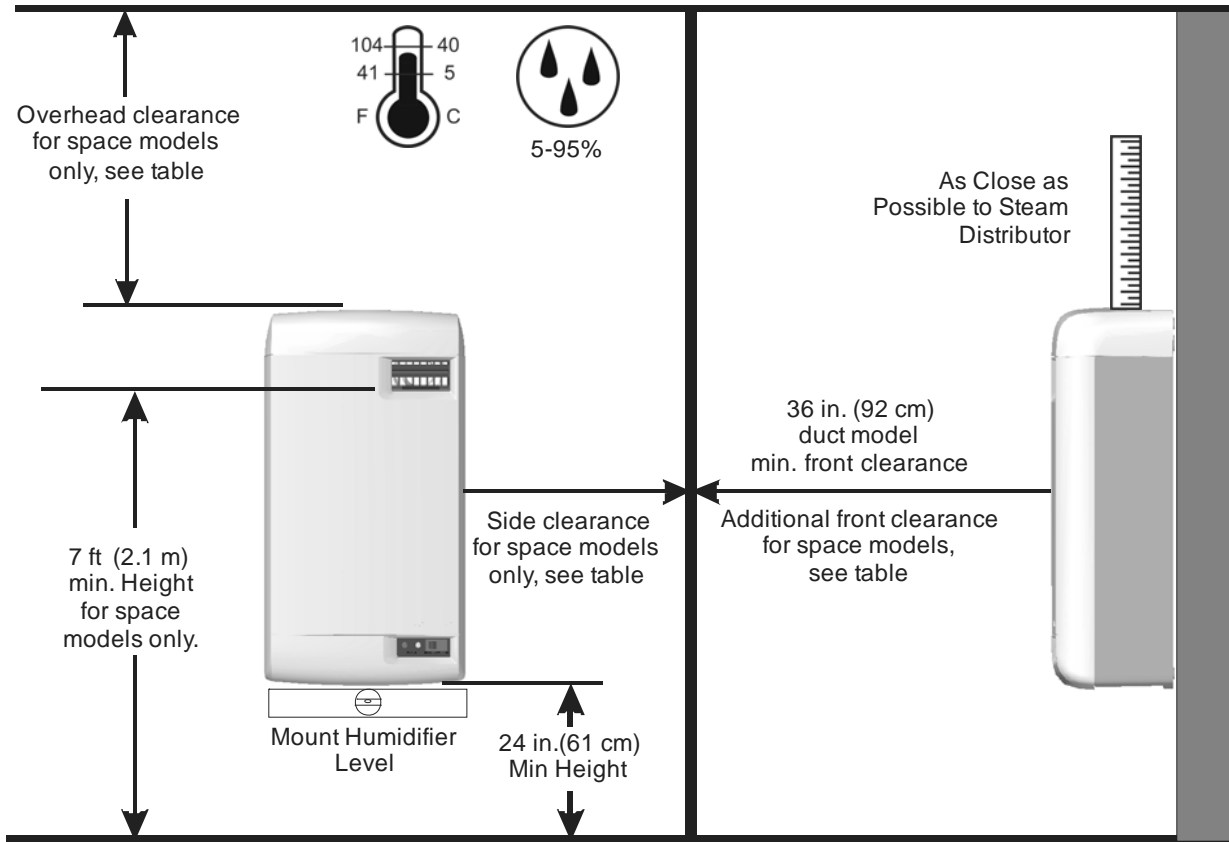 Overhead clearance
for space models
only, see table
104 40
41 5
F C
5-95%
As Close as
Possible to Steam
Distributor
36 in. (92 cm)
duct model
min. front clearance
Additional front clearance
for space models,
see table
Side clearance
for space models
only, see table
7 ft (2.1 m)
min. Height
for space
models only.
Mount Humidifier
Level
24 in.(61 cm)
Min Height